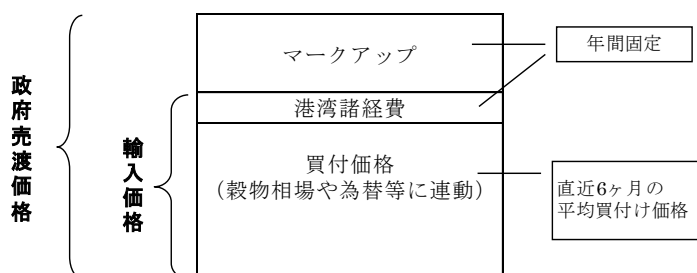 政府売渡価格
輸入価格
マークアップ
港湾諸経費
買付価格
（穀物相場や為替等に連動）
年間固定
直近6ヶ月の
平均買付け価格